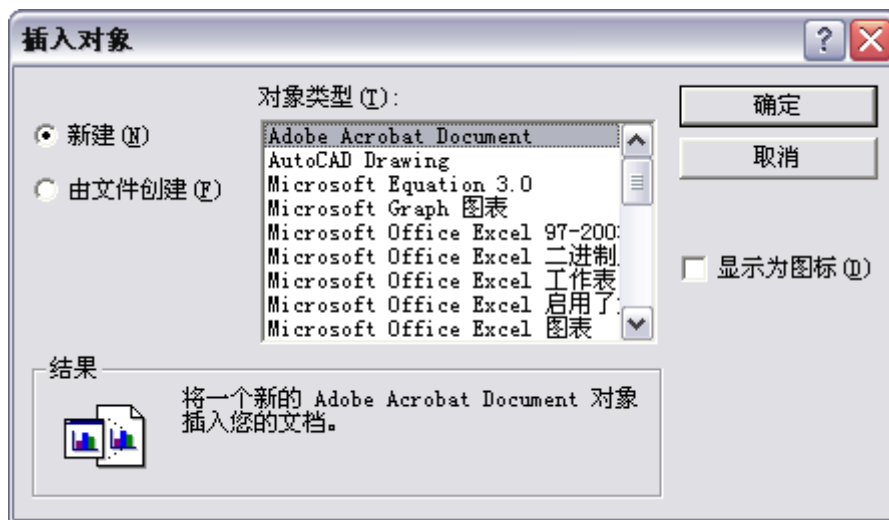 插入对象
对象类型(T):
新建(N)
由文件创建(F)
Adobe Acrobat Document
AutoCAD Drawing
Microsoft Equation 3.0
Microsoft Graph 图表
Microsoft Office Excel 97-200
Microsoft Office Excel 二进制
Microsoft Office Excel 工作表
Microsoft Office Excel 启用了
Microsoft Office Excel 图表
确定
取消
显示为图标(D)
结果
将一个新的 Adobe Acrobat Document 对象
插入您的文档。